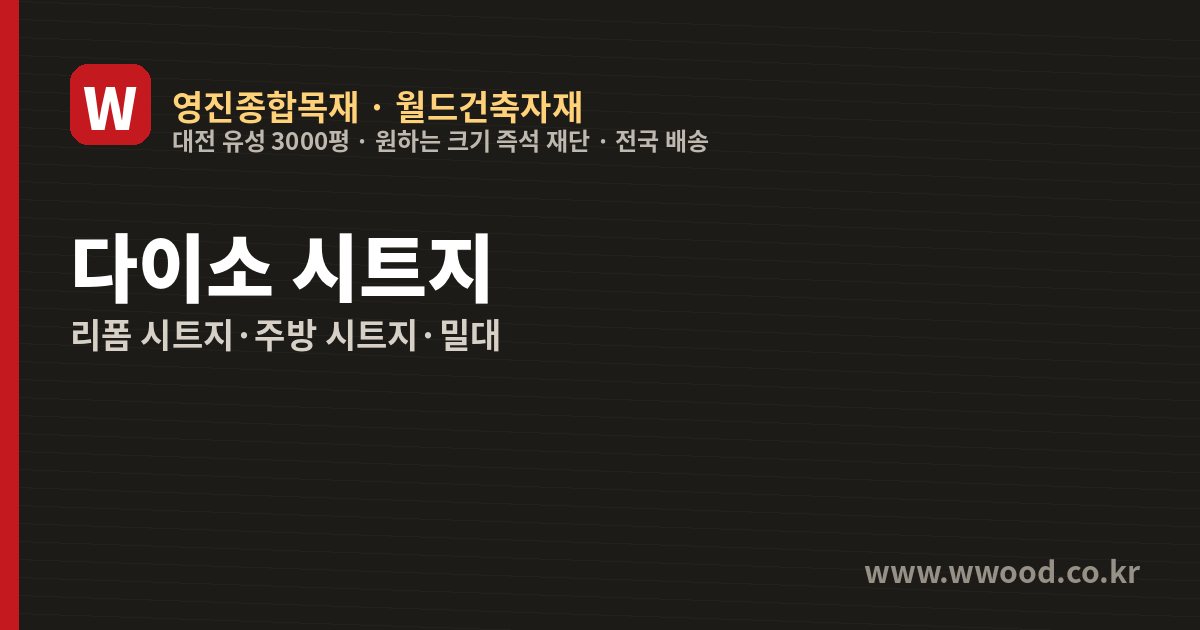 W
영진종합목재 · 월드건축자재
대전 유성 3000평 · 원하는 크기 즉석 재단 · 전국 배송
다이소 시트지
리폼 시트지·주방 시트지·밀대
www.wwood.co.kr